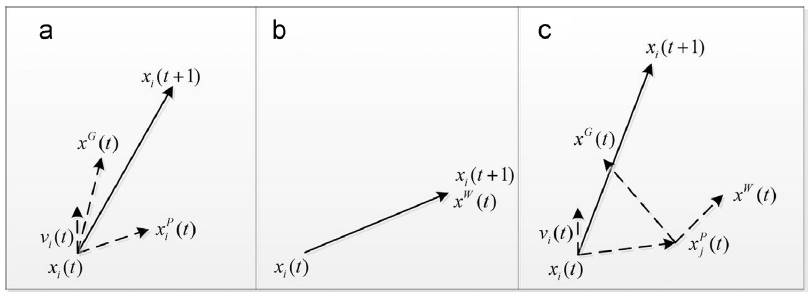 a
x_i(t+1)
x^G(t)
v_i(t)
x_i^P(t)
x_i(t)
b
x_i(t+1)
x^W(t)
x_i(t)
c
x_i(t+1)
x^G(t)
x^W(t)
v_i(t)
x_j^P(t)
x_i(t)